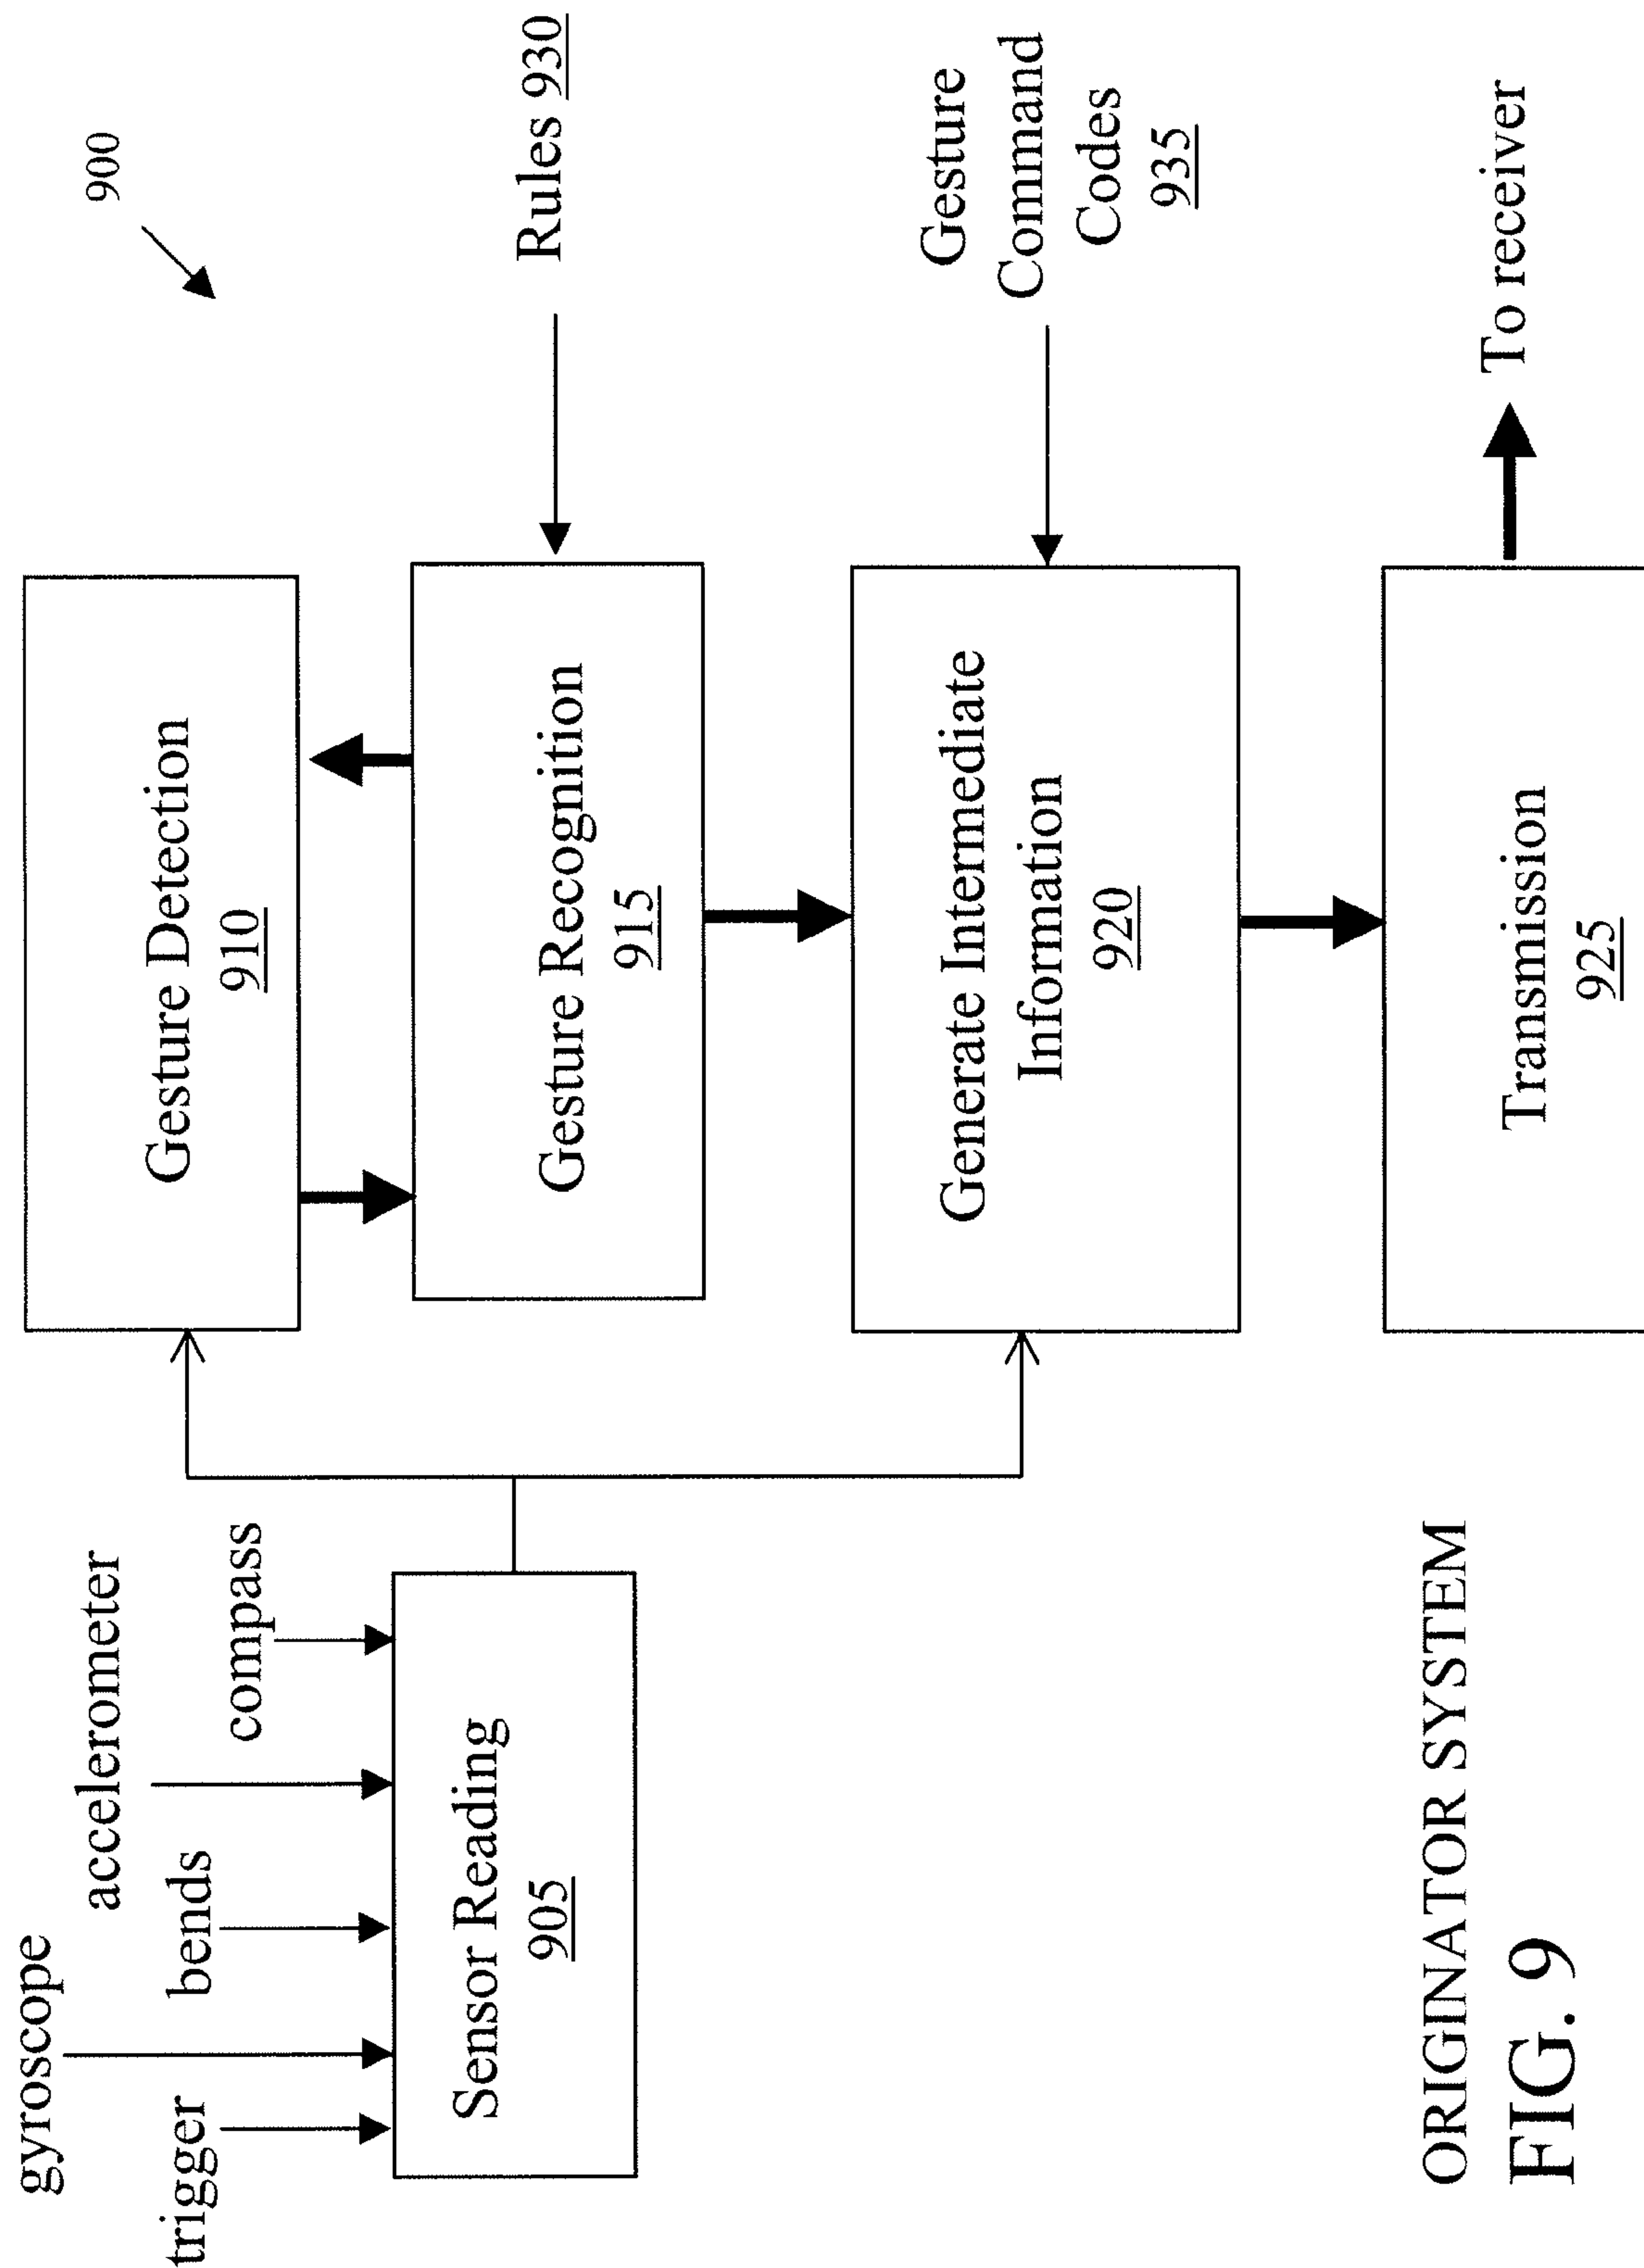 900
gyroscope
accelerometer
trigger
bends
compass
Sensor Reading
905
Gesture Detection
910
Gesture Recognition
915
Rules 930
Generate Intermediate
Information
920
Gesture
Command
Codes
935
Transmission
925
To receiver
ORIGINATOR SYSTEM
FIG. 9